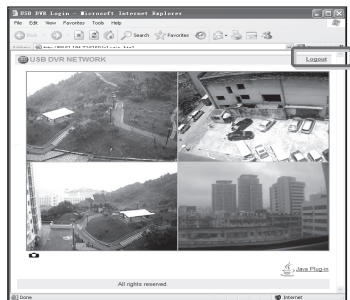 USB DVR Login - Microsoft Internet Explorer
File Edit View Favorites Tools Help
Search Favorites
USB DVR NETWORK
Logout
Java Plug-in
All rights reserved.
Done
Internet